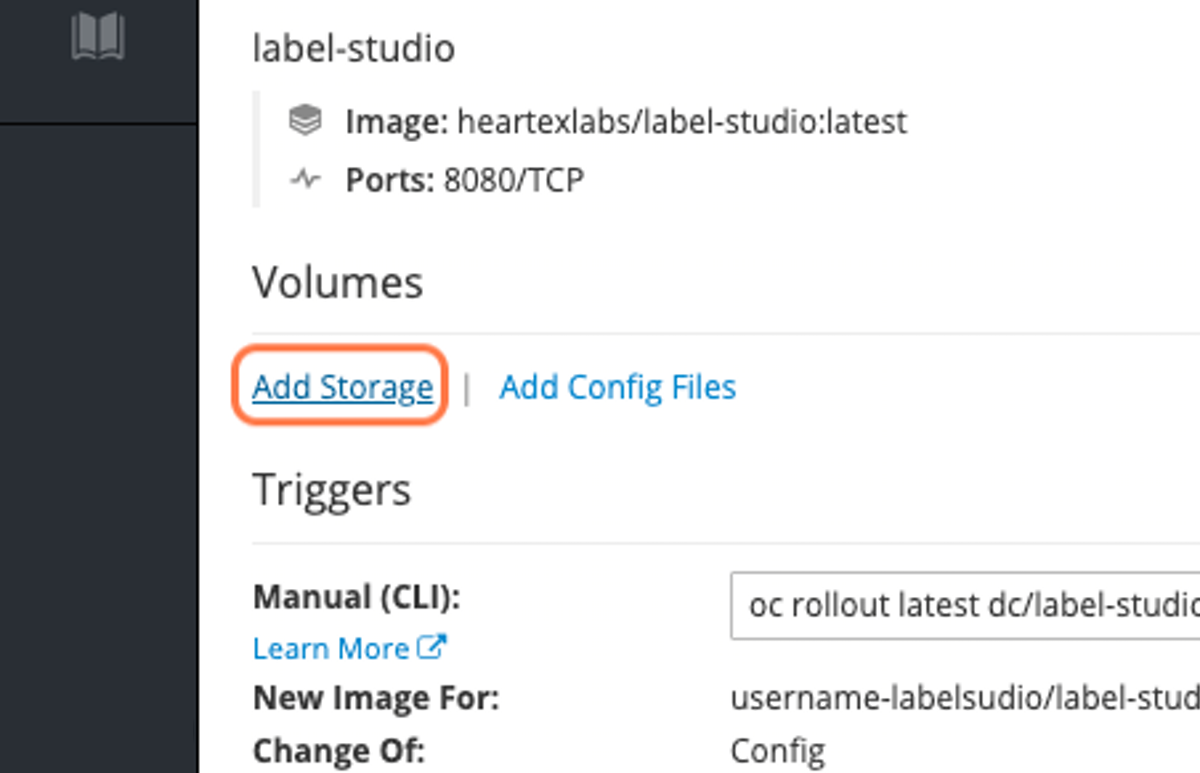 label-studio
Image: heartexlabs/label-studio:latest
Ports: 8080/TCP
Volumes
Add Storage | Add Config Files
Triggers
Manual (CLI): oc rollout latest dc/label-studio
Learn More
New Image For: username-labelsudio/label-stud
Change Of: Config